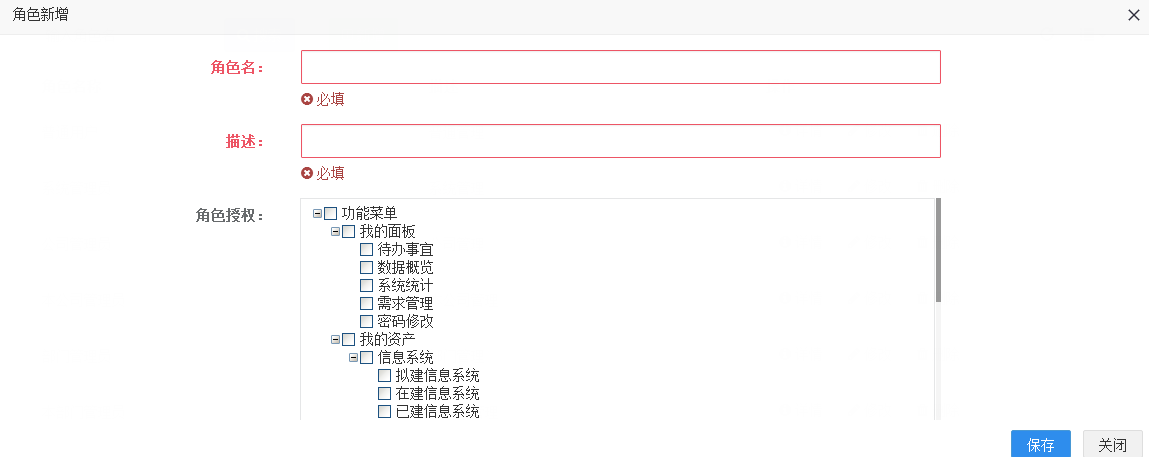 角色新增
角色名：
必填
描述：
必填
角色授权：
功能菜单
我的面板
待办事宜
数据概览
系统统计
需求管理
密码修改
我的资产
信息系统
拟建信息系统
在建信息系统
已建信息系统
保存
关闭